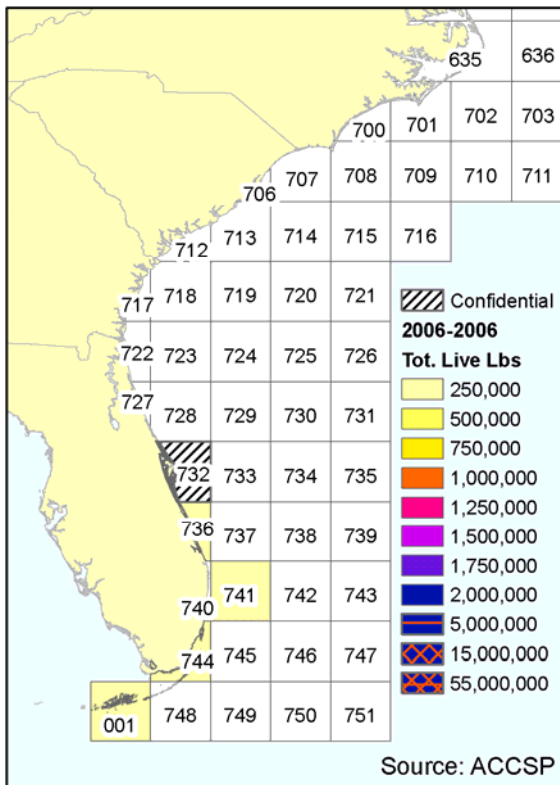 635 636
700 701 702 703
706 707 708 709 710 711
712 713 714 715 716
717 718 719 720 721
722 723 724 725 726
727 728 729 730 731
732 733 734 735
736 737 738 739
740 741 742 743
744 745 746 747
001 748 749 750 751
Confidential
2006-2006
Tot. Live Lbs
250,000
500,000
750,000
1,000,000
1,250,000
1,500,000
1,750,000
2,000,000
5,000,000
15,000,000
55,000,000
Source: ACCSP